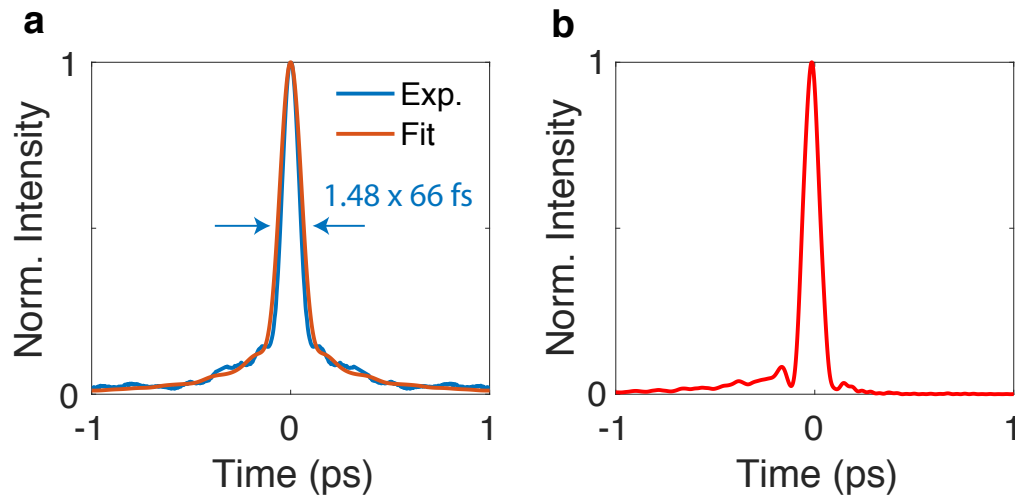 a
1
Norm. Intensity
0
-1
0
1
Time (ps)
Exp.
Fit
1.48 x 66 fs
b
1
Norm. Intensity
0
-1
0
1
Time (ps)